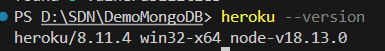 PS D:\SDN\DemoMongoDB> heroku --version
heroku/8.11.4 win32-x64 node-v18.13.0